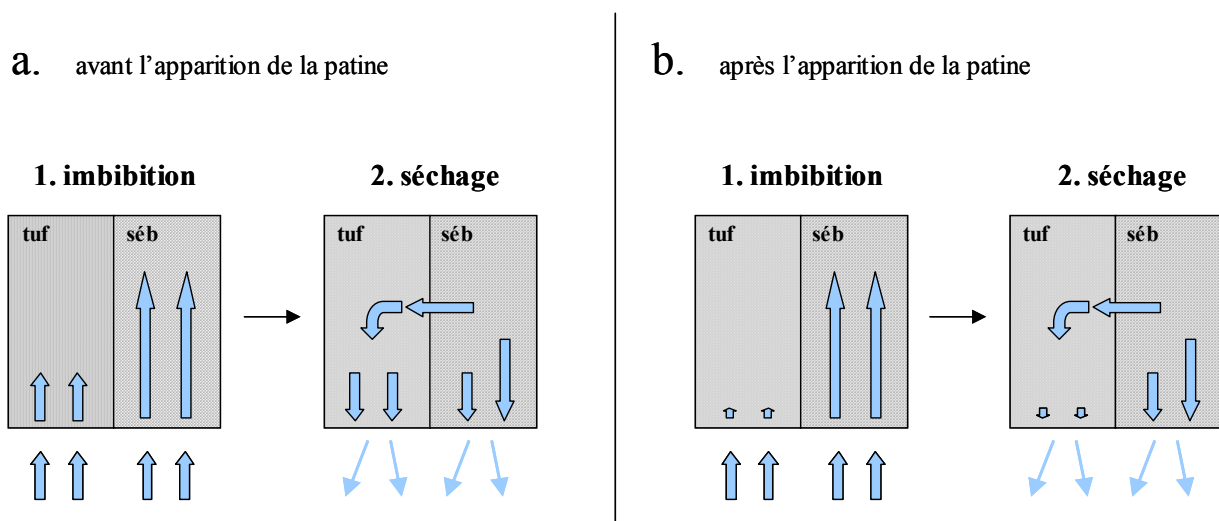 a. avant l’apparition de la patine
1. imbibition
2. séchage
tuf
séb
tuf
séb
b. après l’apparition de la patine
1. imbibition
2. séchage
tuf
séb
tuf
séb